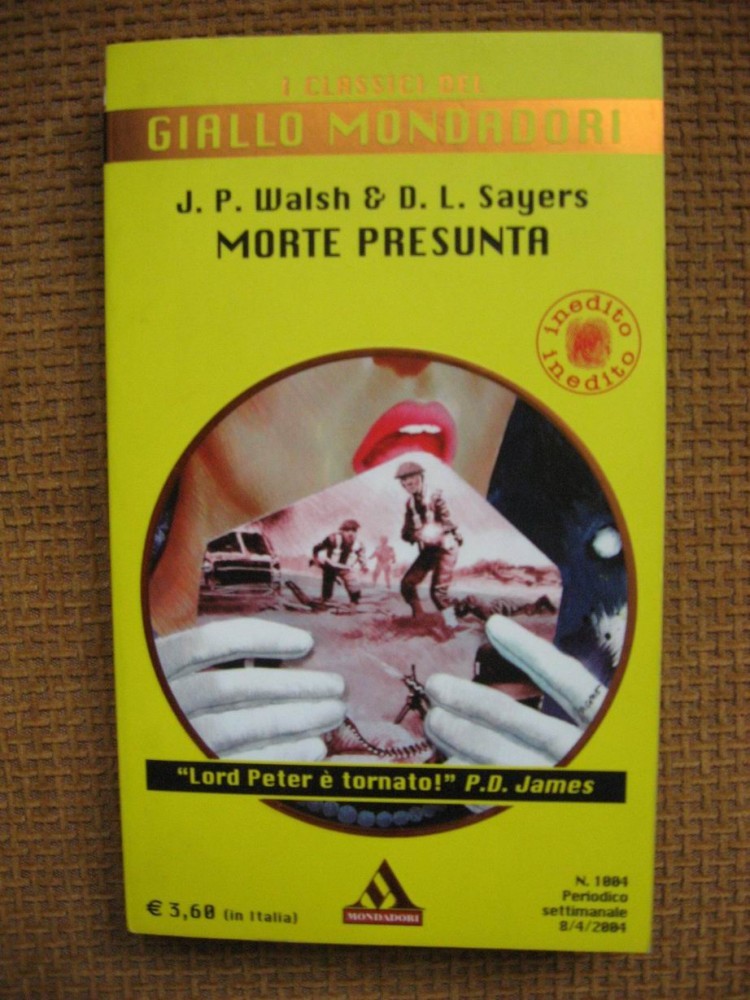 I CLASSICI DEL
GIALLO MONDADORI
J. P. Walsh & D. L. Sayers
MORTE PRESUNTA
inedito
inedito
“Lord Peter è tornato!” P.D. James
€ 3,60 (in Italia)
MONDADORI
N. 1004
Periodico
settimanale
8/4/2004